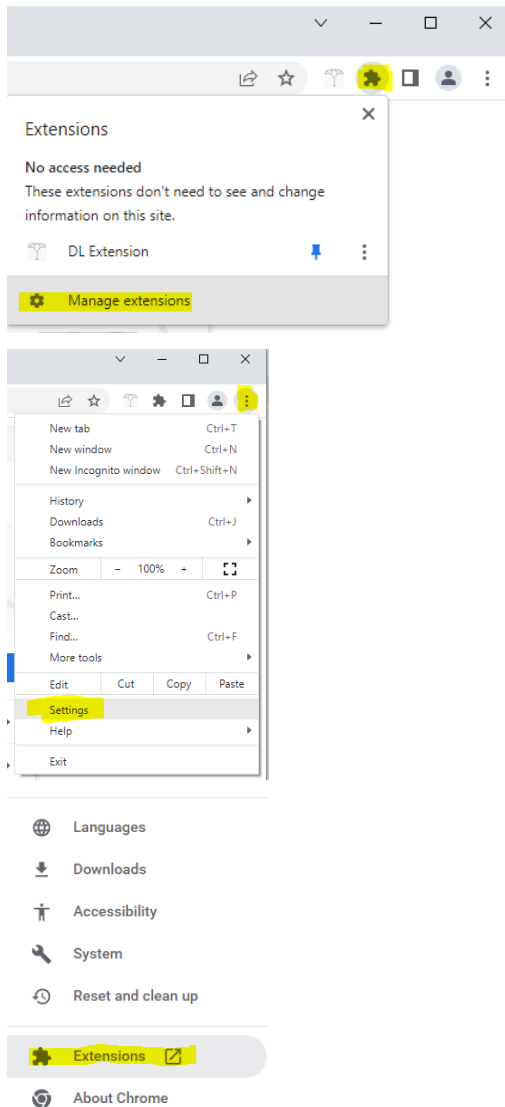 Extensions
No access needed
These extensions don't need to see and change
information on this site.
DL Extension
Manage extensions
New tab Ctrl+T
New window Ctrl+N
New Incognito window Ctrl+Shift+N
History
Downloads Ctrl+J
Bookmarks
Zoom - 100% +
Print... Ctrl+P
Cast...
Find... Ctrl+F
More tools
Edit Cut Copy Paste
Settings
Help
Exit
Languages
Downloads
Accessibility
System
Reset and clean up
Extensions
About Chrome